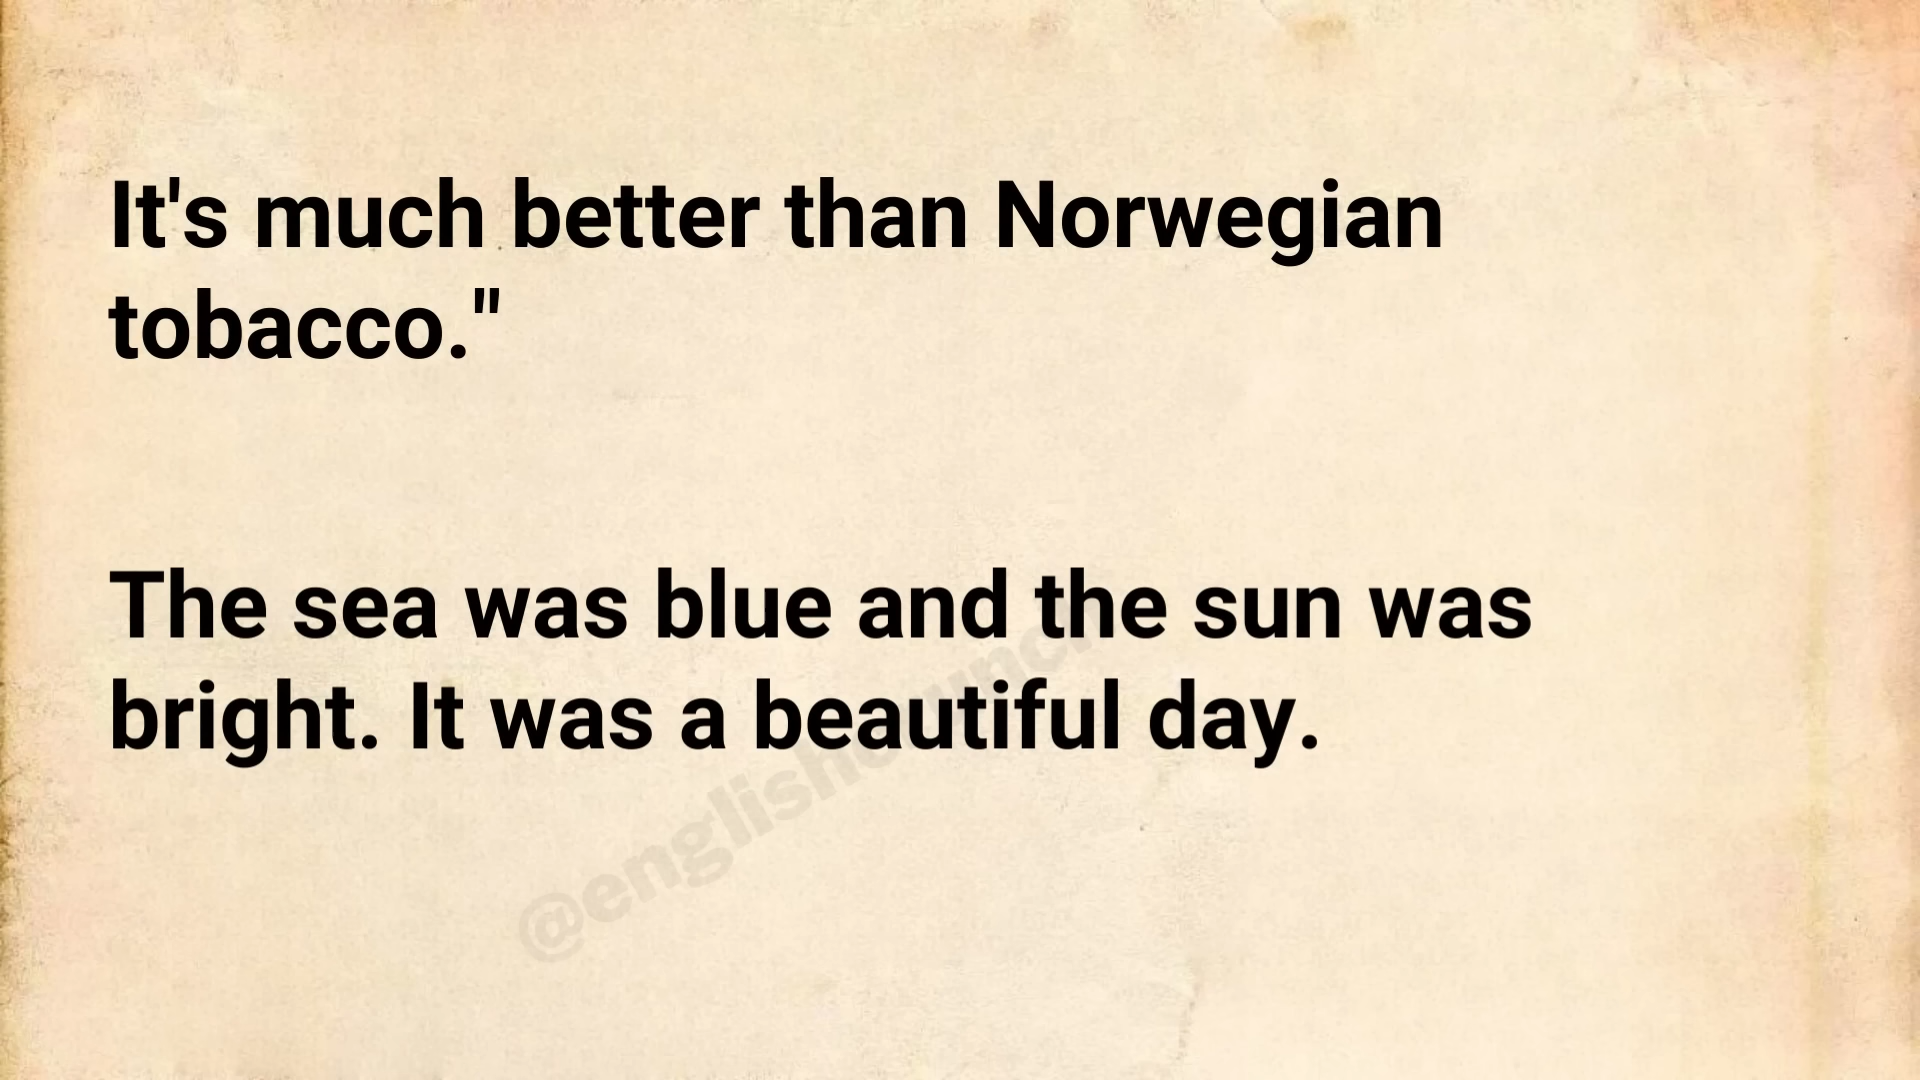 It's much better than Norwegian
tobacco."
The sea was blue and the sun was
bright. It was a beautiful day.